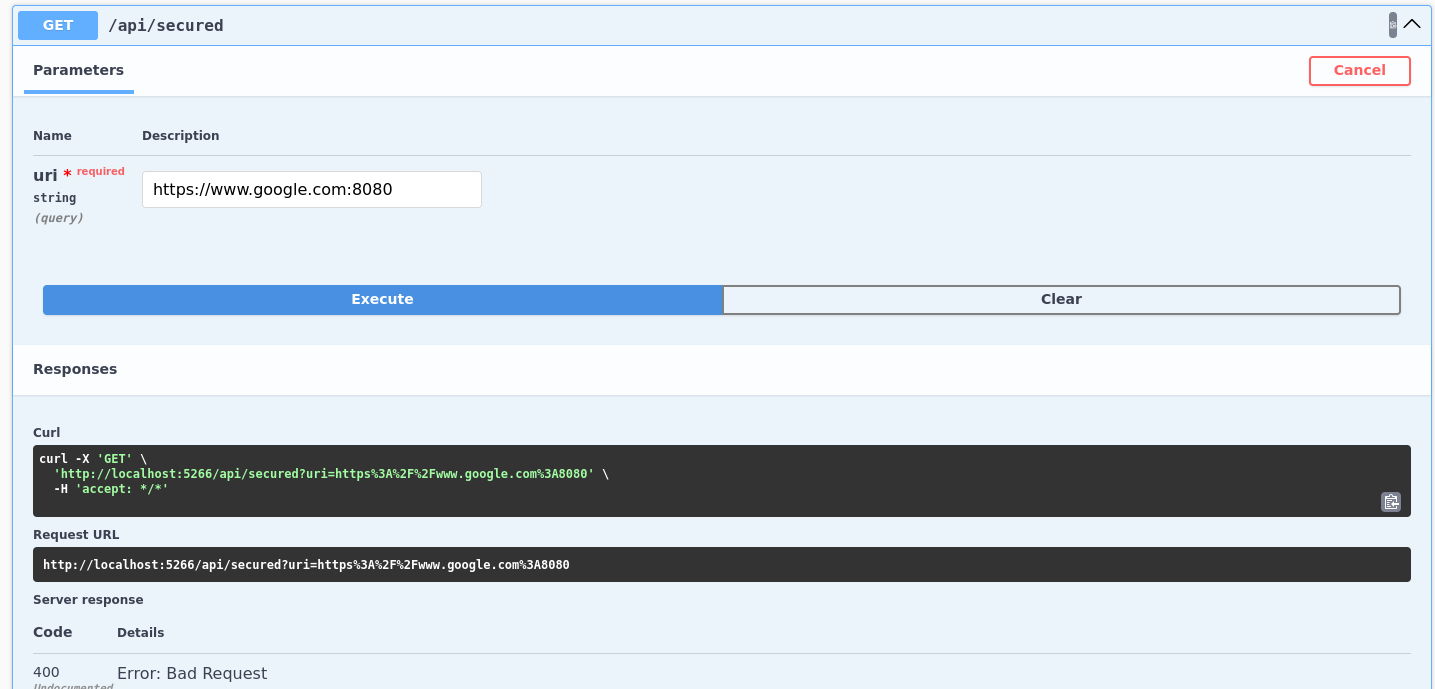 GET /api/secured
Parameters
Cancel
Name Description
uri * required
string
(query)
https://www.google.com:8080
Execute Clear
Responses
Curl
curl -X 'GET' \
'http://localhost:5266/api/secured?uri=https%3A%2F%2Fwww.google.com%3A8080' \
-H 'accept: */*'
Request URL
http://localhost:5266/api/secured?uri=https%3A%2F%2Fwww.google.com%3A8080
Server response
Code Details
400 Error: Bad Request
Undocumented